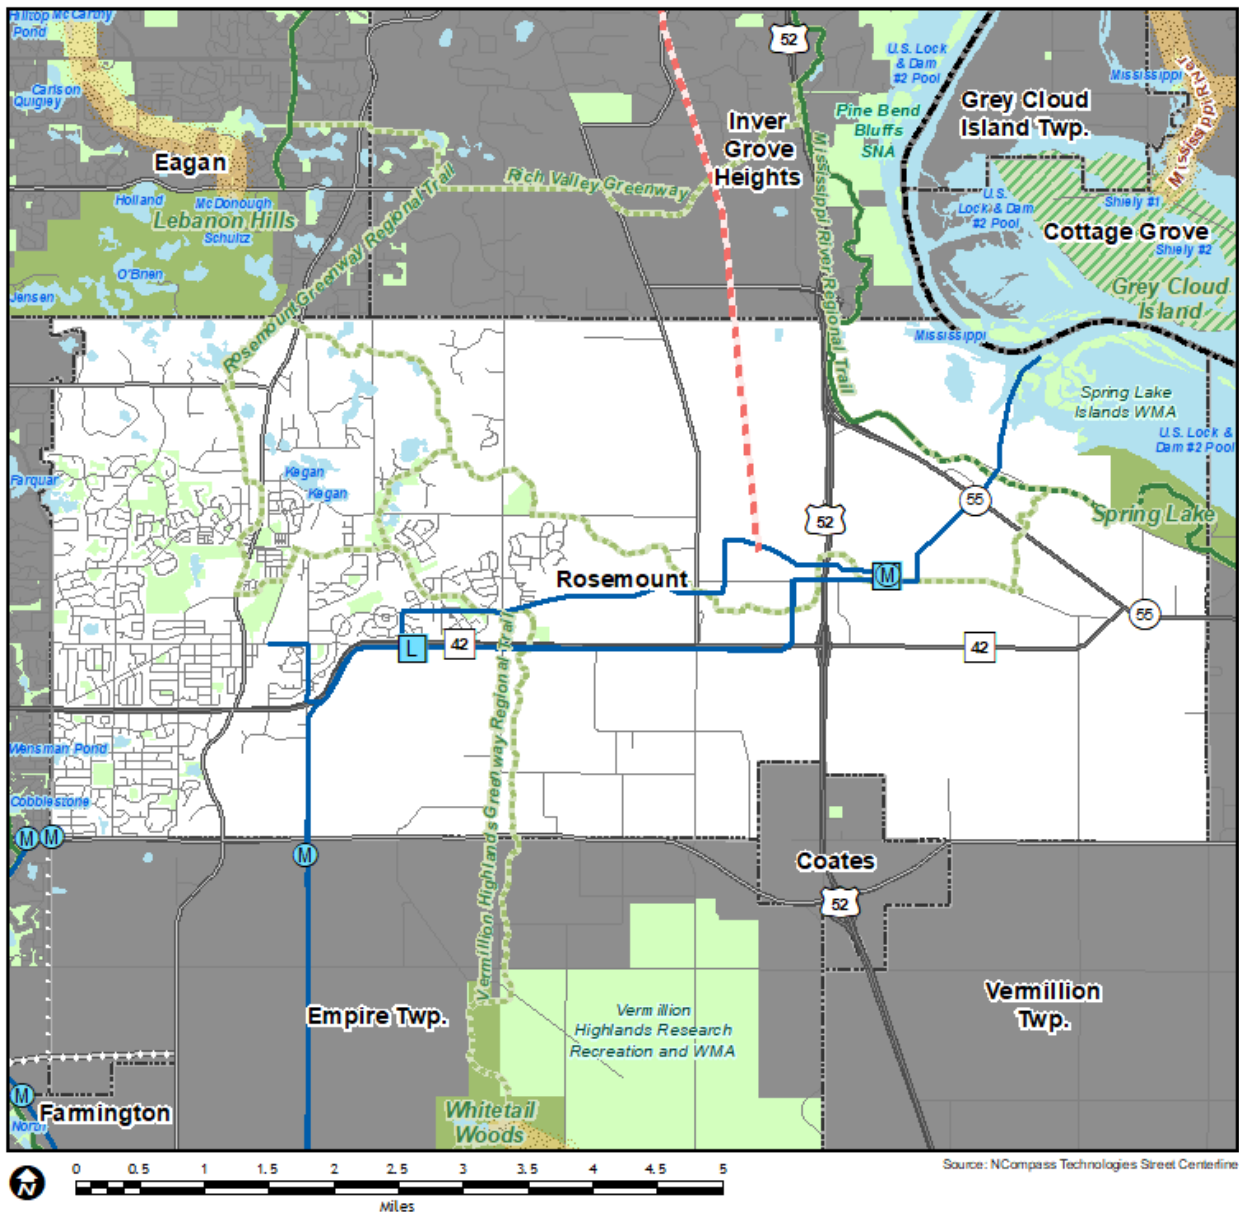 Hilltop McCarthy
Pond
Carlson
Quigley
Eagan
Holland
McDonough
Lebanon Hills
Schultz
O'Brien
Jensen
Rosemount Greenway Regional Trail
Rich Valley Greenway
52
Inver
Grove
Heights
Mississippi River Regional Trail
U.S. Lock
& Dam
#2 Pool
Pine Bend
Bluffs
SNA
Grey Cloud
Island Twp.
Mississippi
Mississippi River
U.S.
Lock & Dam
#2 Pool
Shiely #1
Cottage Grove
Shiely #2
Grey Cloud
Island
Mississippi
Spring Lake
Islands WMA
U.S. Lock &
Dam #2 Pool
Farquar
Kegan
Kegan
52
55
Spring Lake
Rosemount
M
55
L
42
42
Vermillion Highlands Greenway Regional Trail
Wensman Pond
Cobblestone
M
M
M
Coates
52
Empire Twp.
Vermillion
Highlands Research
Recreation and WMA
Vermillion
Twp.
M
Farmington
North
Whitetail
Woods
N
0 0.5 1 1.5 2 2.5 3 3.5 4 4.5 5
Miles
Source: NCompass Technologies Street Centerline